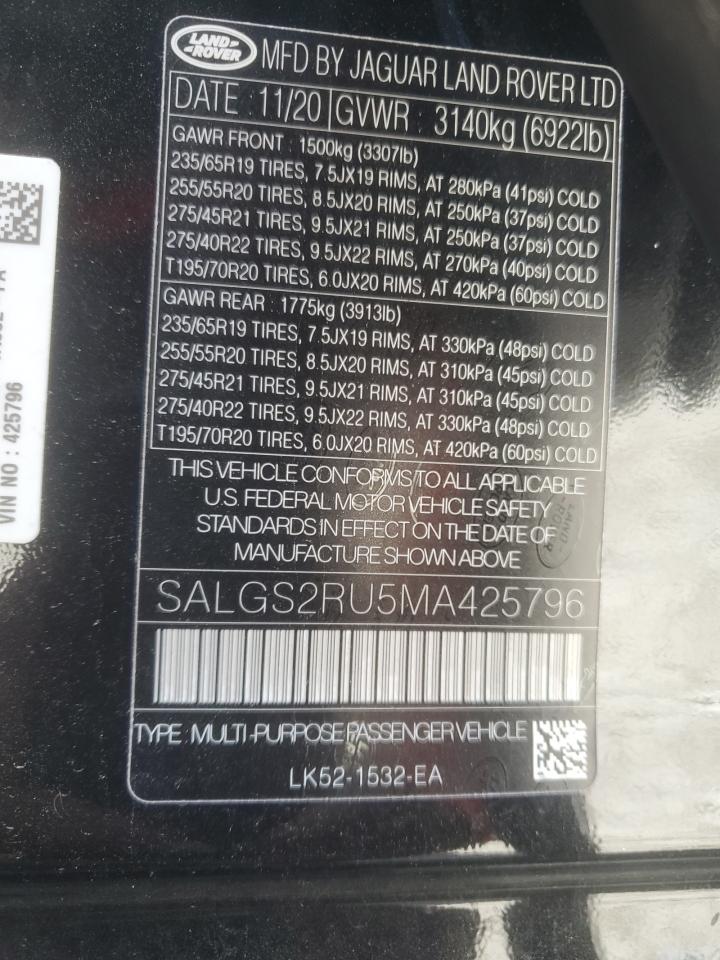 LAND ROVER MFD BY JAGUAR LAND ROVER LTD
DATE : 11/20 GVWR : 3140kg (6922lb)
GAWR FRONT : 1500kg (3307lb)
235/65R19 TIRES, 7.5JX19 RIMS, AT 280kPa (41psi) COLD
255/55R20 TIRES, 8.5JX20 RIMS, AT 250kPa (37psi) COLD
275/45R21 TIRES, 9.5JX21 RIMS, AT 250kPa (37psi) COLD
275/40R22 TIRES, 9.5JX22 RIMS, AT 270kPa (40psi) COLD
T195/70R20 TIRES, 6.0JX20 RIMS, AT 420kPa (60psi) COLD
GAWR REAR : 1775kg (3913lb)
235/65R19 TIRES, 7.5JX19 RIMS, AT 330kPa (48psi) COLD
255/55R20 TIRES, 8.5JX20 RIMS, AT 310kPa (45psi) COLD
275/45R21 TIRES, 9.5JX21 RIMS, AT 310kPa (45psi) COLD
275/40R22 TIRES, 9.5JX22 RIMS, AT 330kPa (48psi) COLD
T195/70R20 TIRES, 6.0JX20 RIMS, AT 420kPa (60psi) COLD
THIS VEHICLE CONFORMS TO ALL APPLICABLE
U.S. FEDERAL MOTOR VEHICLE SAFETY
STANDARDS IN EFFECT ON THE DATE OF
MANUFACTURE SHOWN ABOVE
SALGS2RU5MA425796
TYPE : MULTI-PURPOSE PASSENGER VEHICLE
LK52-1532-EA
VIN NO : 425796